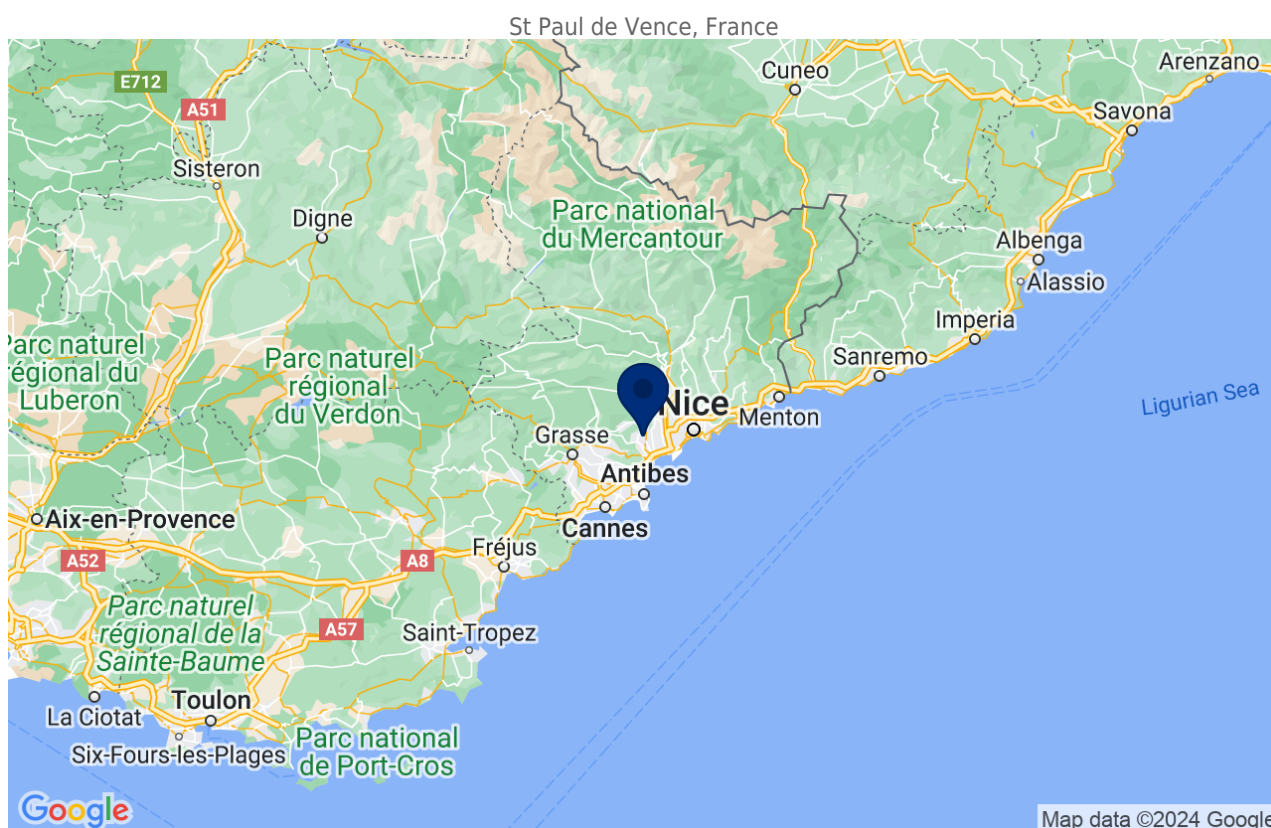 St Paul de Vence, France
Arenzano
Cuneo
E712
A51
Savona
Sisteron
Parc national
du Mercantour
Digne
Albenga
Alassio
Imperia
Parc naturel
régional du
Luberon
Parc naturel
régional
du Verdon
Sanremo
Ligurian Sea
Nice
Menton
Grasse
Antibes
Aix-en-Provence
Cannes
Fréjus
A52
A8
Parc naturel
régional de la
Sainte-Baume
A57
Saint-Tropez
Toulon
La Ciotat
Six-Fours-les-Plages
Parc national
de Port-Cros
Google
Map data ©2024 Google